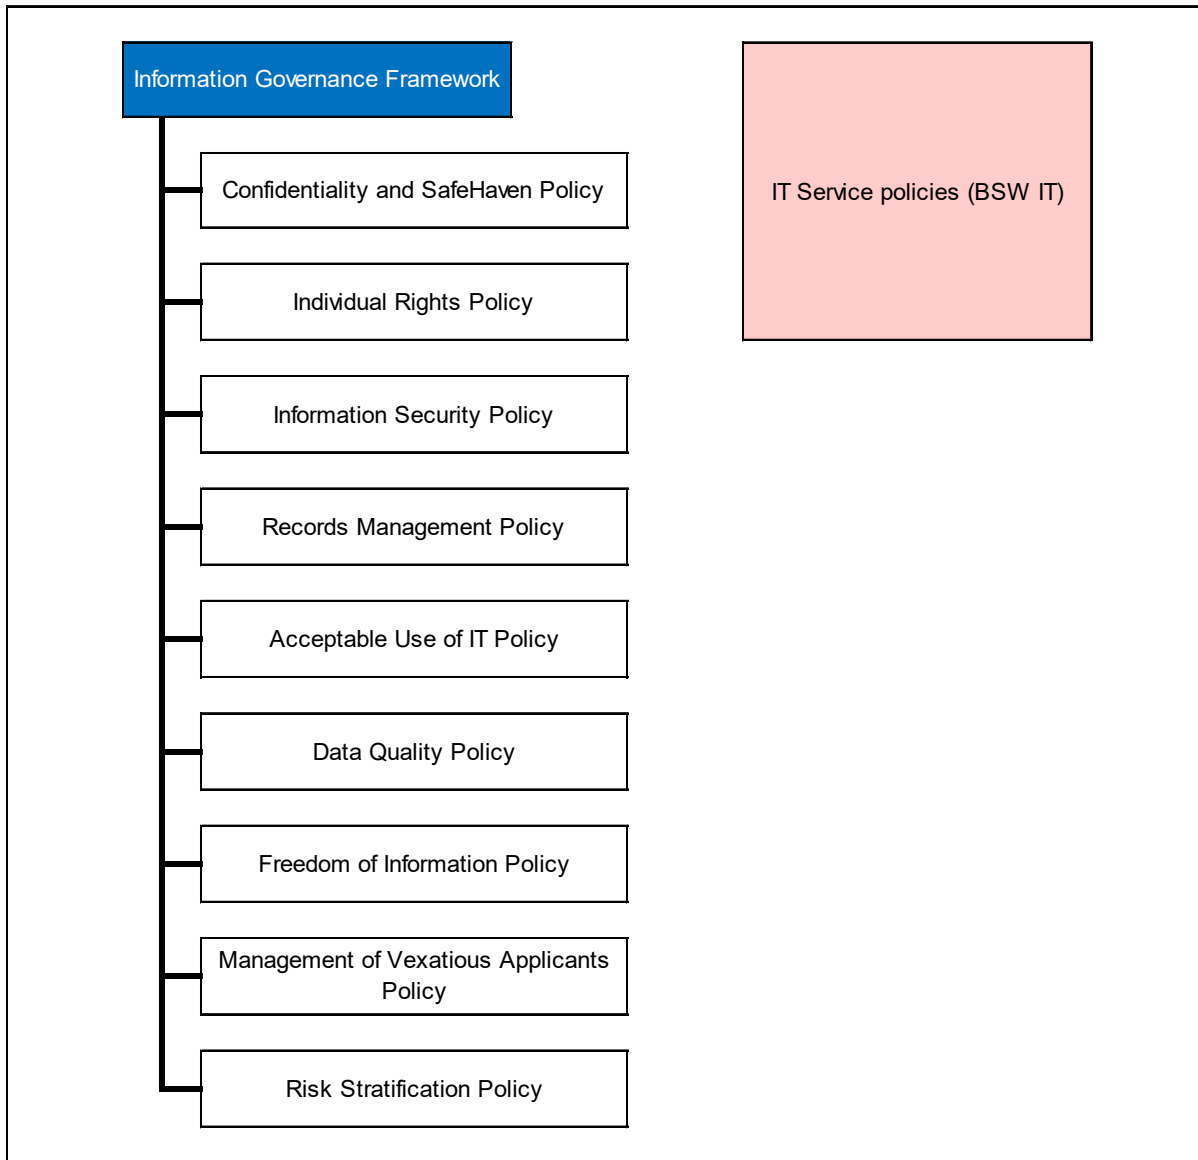 Information Governance Framework
Confidentiality and SafeHaven Policy
IT Service policies (BSW IT)
Individual Rights Policy
Information Security Policy
Records Management Policy
Acceptable Use of IT Policy
Data Quality Policy
Freedom of Information Policy
Management of Vexatious Applicants
Policy
Risk Stratification Policy